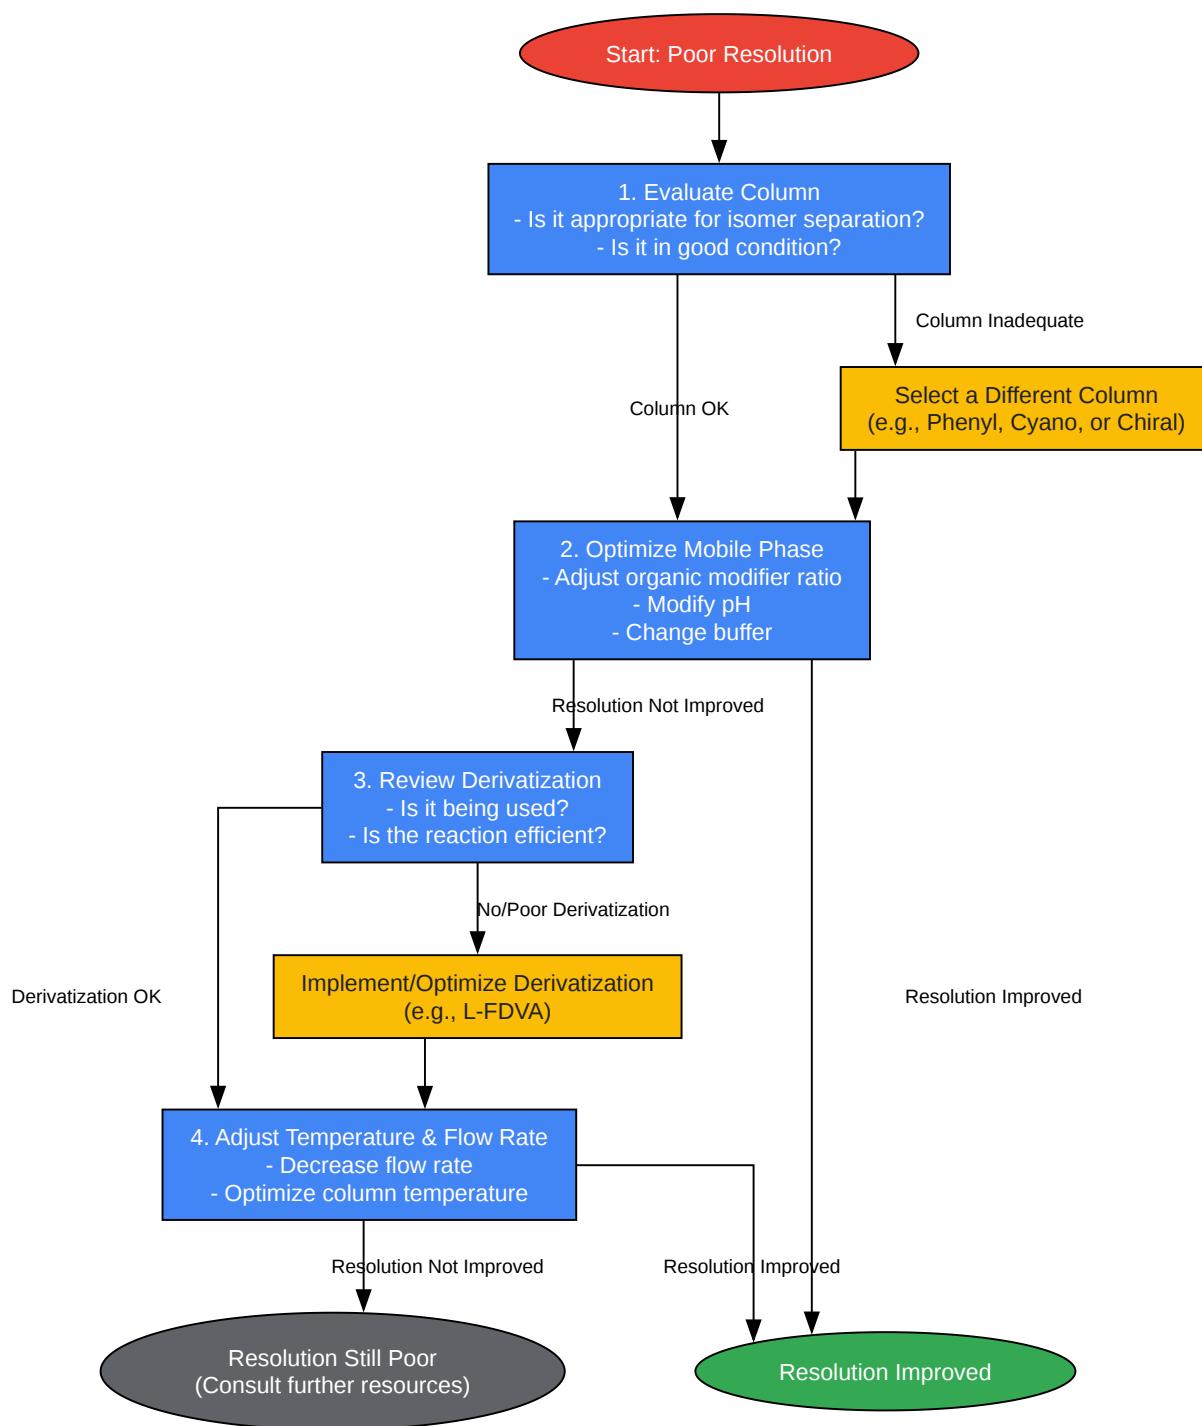 Start: Poor Resolution
1. Evaluate Column
- Is it appropriate for isomer separation?
- Is it in good condition?
Column Inadequate
Select a Different Column
(e.g., Phenyl, Cyano, or Chiral)
Column OK
2. Optimize Mobile Phase
- Adjust organic modifier ratio
- Modify pH
- Change buffer
Resolution Not Improved
3. Review Derivatization
- Is it being used?
- Is the reaction efficient?
No/Poor Derivatization
Implement/Optimize Derivatization
(e.g., L-FDVA)
Derivatization OK
Resolution Improved
4. Adjust Temperature & Flow Rate
- Decrease flow rate
- Optimize column temperature
Resolution Not Improved
Resolution Improved
Resolution Still Poor
(Consult further resources)
Resolution Improved